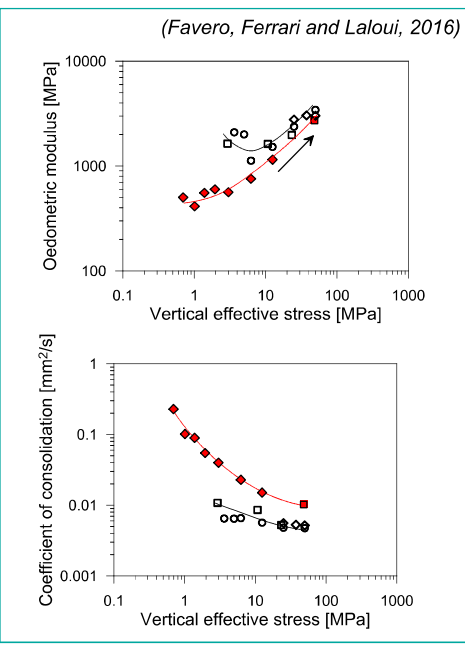 (Favero, Ferrari and Laloui, 2016)
Oedometric modulus [MPa]
10000
1000
100
0.1 1 10 100 1000
Vertical effective stress [MPa]
Coefficient of consolidation [mm²/s]
1
0.1
0.01
0.001
0.1 1 10 100 1000
Vertical effective stress [MPa]